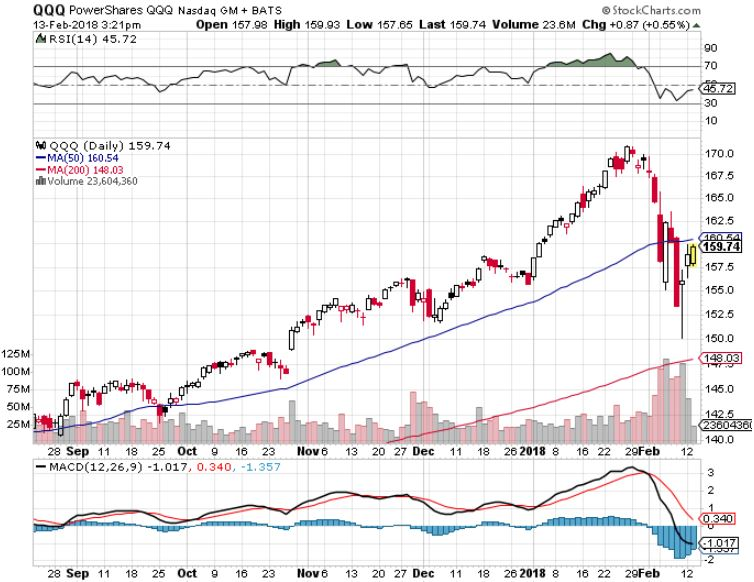 QQQ PowerShares QQQ Nasdaq GM + BATS © StockCharts.com
13-Feb-2018 3:21pm Open 157.98 High 159.93 Low 157.65 Last 159.74 Volume 23.6M Chg +0.87 (+0.55%)
RSI(14) 45.72
90
70
50
45.72
30
10
QQQ (Daily) 159.74
MA(50) 160.54
MA(200) 148.03
Volume 23,604,360
170.0
167.5
165.0
162.5
160.54
159.74
157.5
155.0
152.5
150.0
148.03
145.0
142.5
140.0
125M
100M
75M
50M
25M
23604360
28 Sep 11 18 25 Oct 9 16 23 Nov 6 13 20 27 Dec 11 18 26 2018 8 16 22 29 Feb 12
MACD(12,26,9) -1.017, 0.340, -1.357
3
2
1
0.340
0
-1.017
-2
28 Sep 11 18 25 Oct 9 16 23 Nov 6 13 20 27 Dec 11 18 26 2018 8 16 22 29 Feb 12